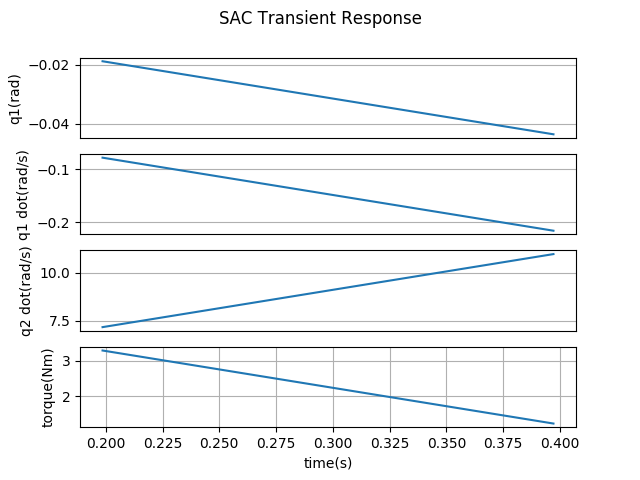 SAC Transient Response
q1(rad)
−0.02
−0.04
q1 dot(rad/s)
−0.1
−0.2
q2 dot(rad/s)
10.0
7.5
torque(Nm)
3
2
0.200 0.225 0.250 0.275 0.300 0.325 0.350 0.375 0.400
time(s)